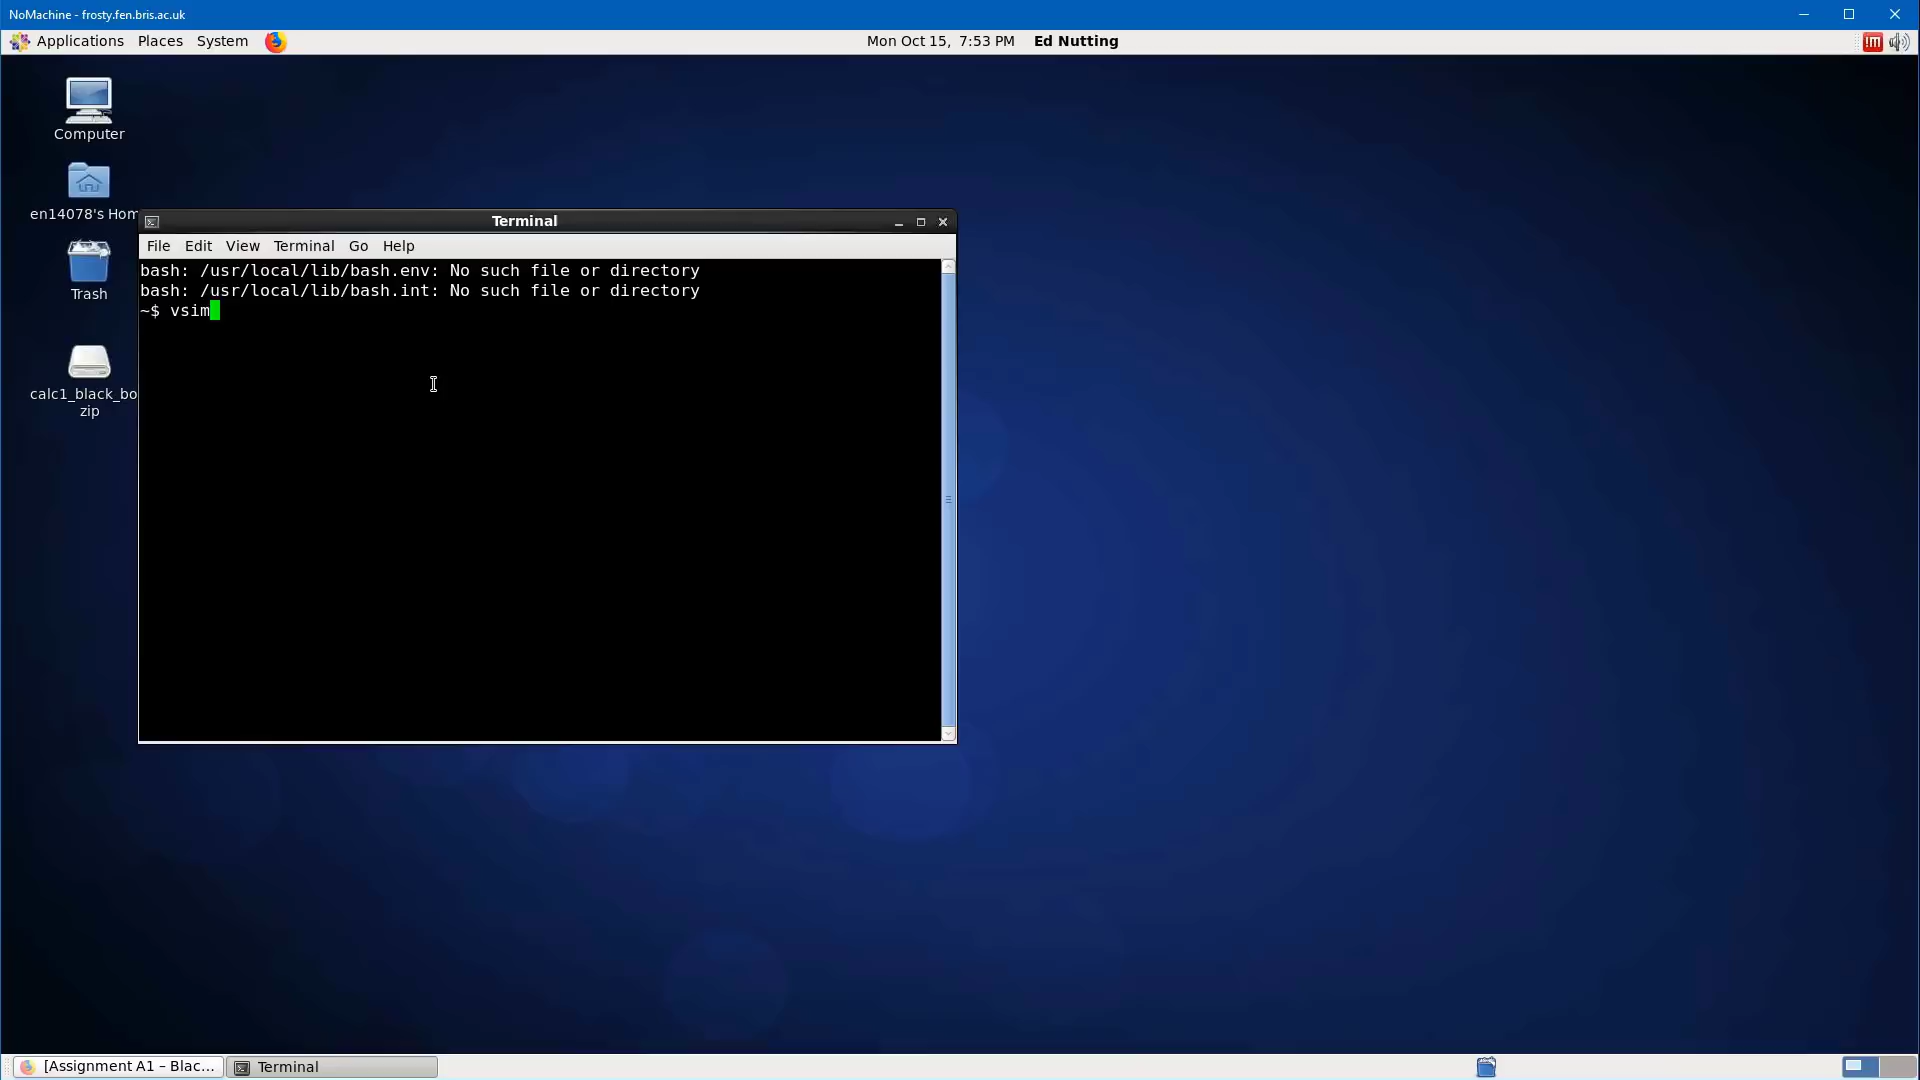 NoMachine - frosty.fen.bris.ac.uk
Applications Places System Mon Oct 15, 7:53 PM Ed Nutting
!m
Computer
en14078's Hom
Trash
calc1_black_bo
zip
Terminal
File Edit View Terminal Go Help
bash: /usr/local/lib/bash.env: No such file or directory
bash: /usr/local/lib/bash.int: No such file or directory
~$ vsim
[Assignment A1 – Blac... Terminal